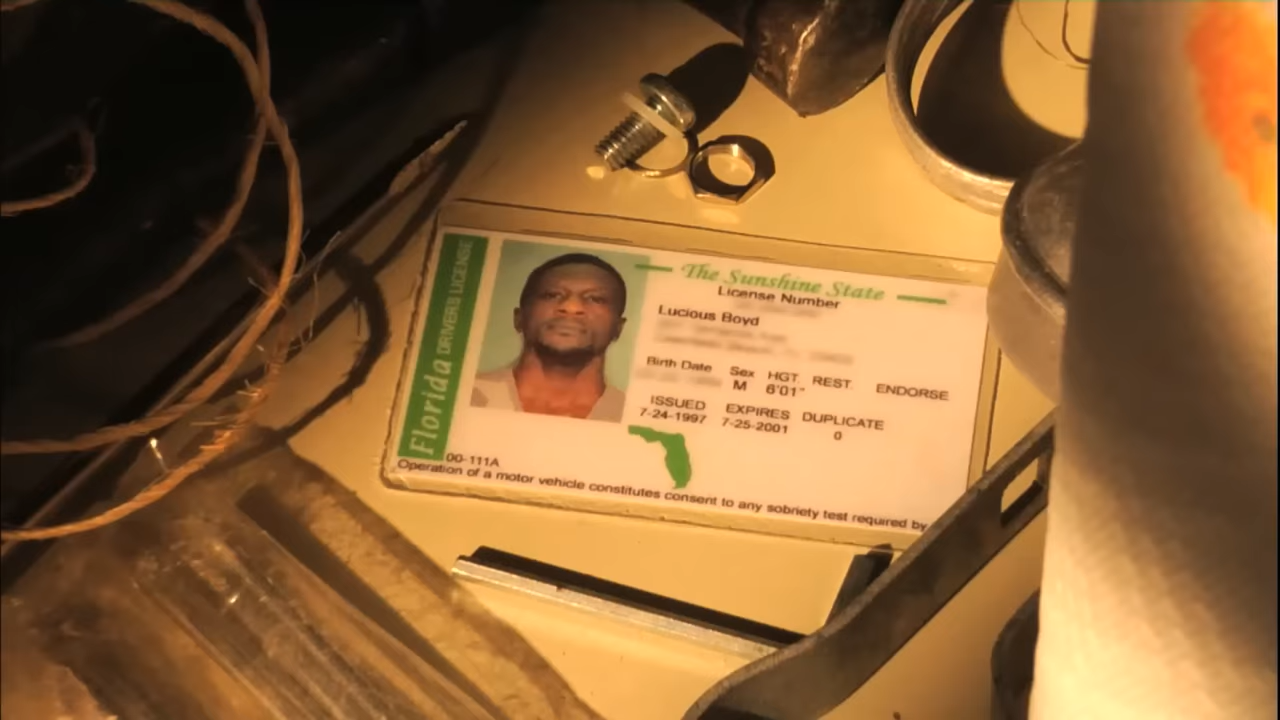 Florida DRIVERS LICENSE
The Sunshine State
License Number
Lucious Boyd
Birth Date Sex HGT. REST. ENDORSE
M 6'01"
ISSUED EXPIRES DUPLICATE
7-24-1997 7-25-2001 0
00-111A
Operation of a motor vehicle constitutes consent to any sobriety test required by